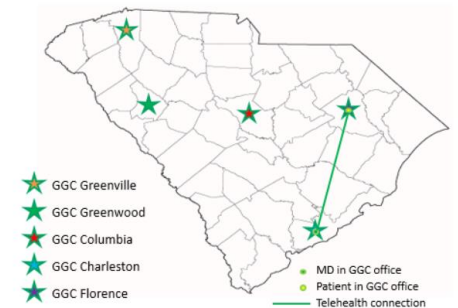 GGC Greenville
GGC Greenwood
GGC Columbia
GGC Charleston
GGC Florence
MD in GGC office
Patient in GGC office
Telehealth connection